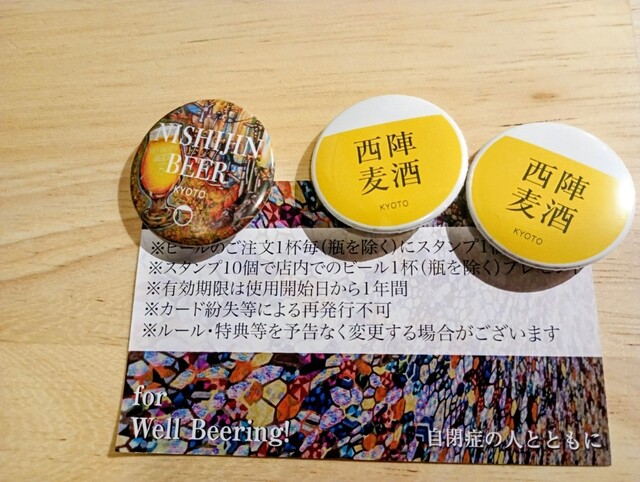 NISHIJIN
BEER
KYOTO
西陣
麦酒
KYOTO
西陣
麦酒
KYOTO
※ビールのご注文1杯毎(瓶を除く)にスタンプ1
※スタンプ10個で店内でのビール1杯(瓶を除く)プレゼント
※有効期限は使用開始日から1年間
※カード紛失等による再発行不可
※ルール・特典等を予告なく変更する場合がございます
for
Well Beering!
自閉症の人とともに